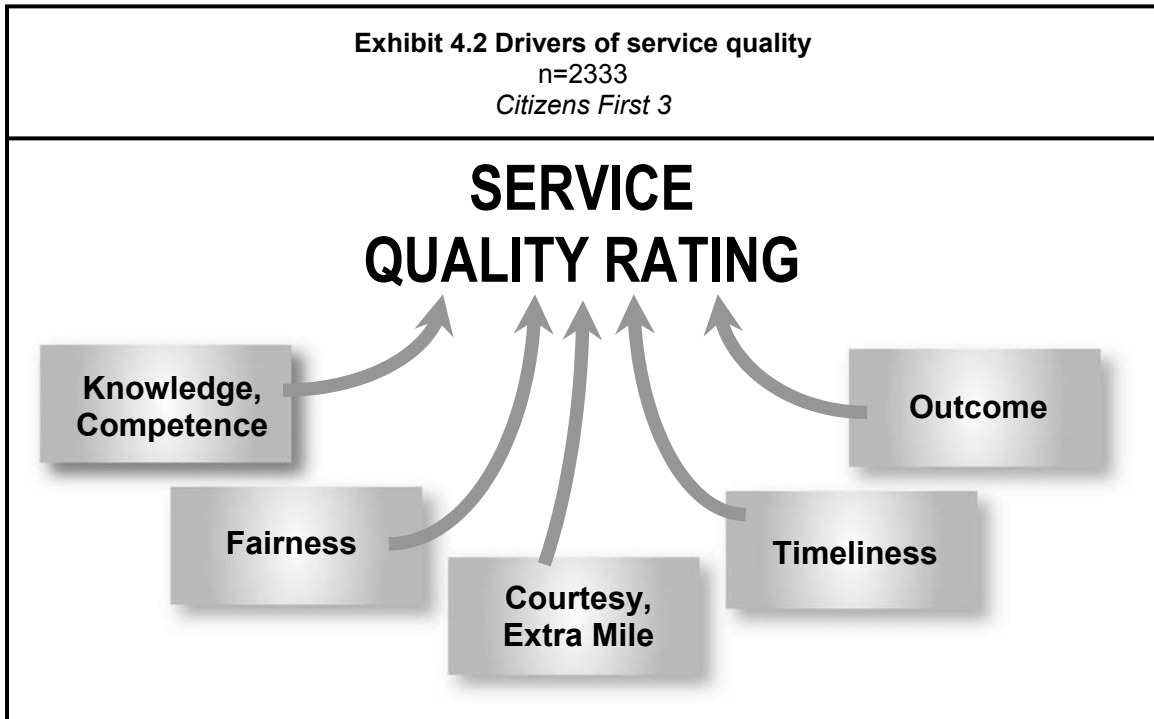 Exhibit 4.2 Drivers of service quality
n=2333
Citizens First 3
SERVICE
QUALITY RATING
Knowledge,
Competence
Fairness
Courtesy,
Extra Mile
Timeliness
Outcome